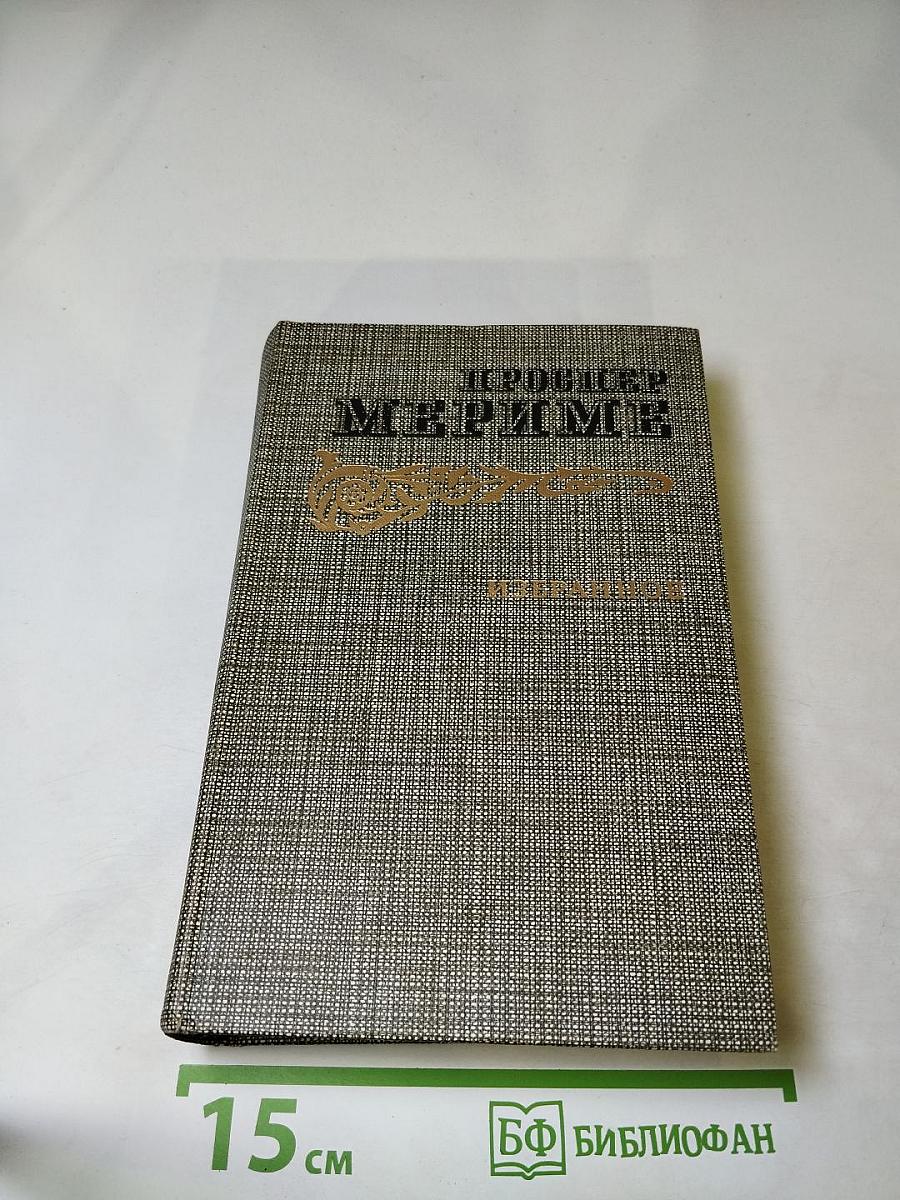 ПРОСПЕР
МЕРИМЕ
ИЗБРАННОЕ
15 см
БФ БИБЛИОФАН